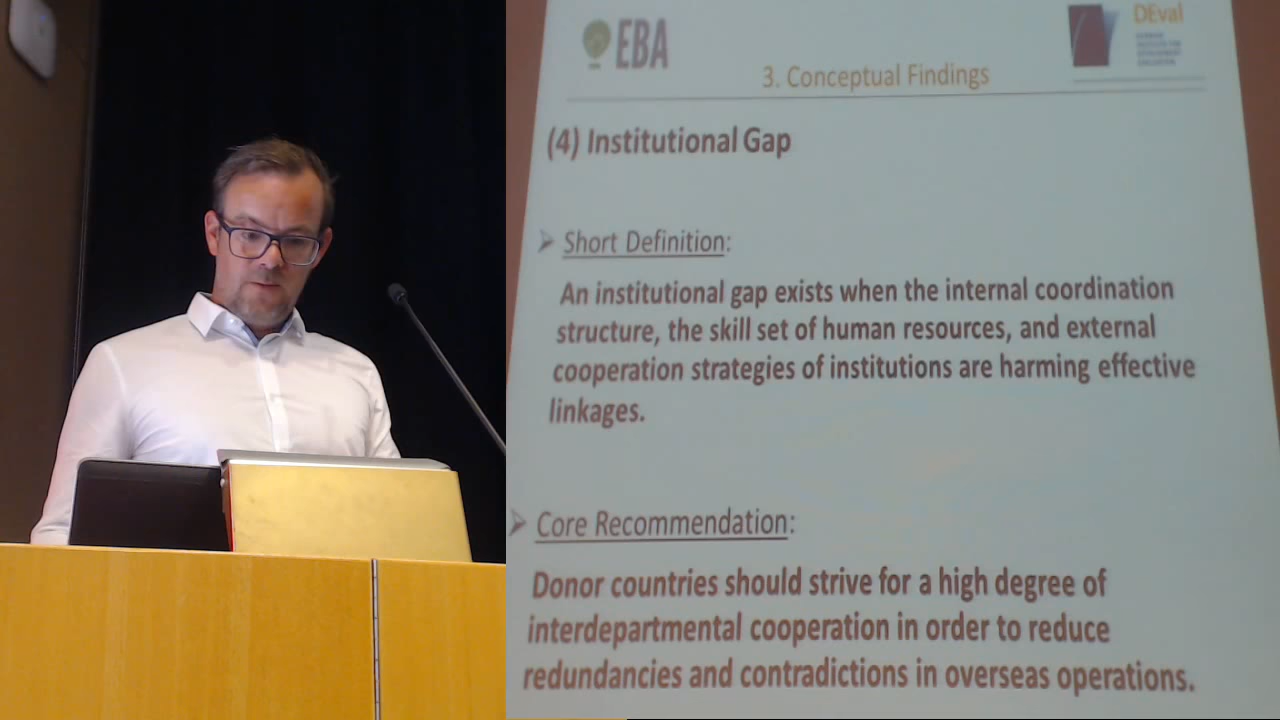 EBA
DEval
3. Conceptual Findings
(4) Institutional Gap
Short Definition:
An institutional gap exists when the internal coordination
structure, the skill set of human resources, and external
cooperation strategies of institutions are harming effective
linkages.
Core Recommendation:
Donor countries should strive for a high degree of
interdepartmental cooperation in order to reduce
redundancies and contradictions in overseas operations.